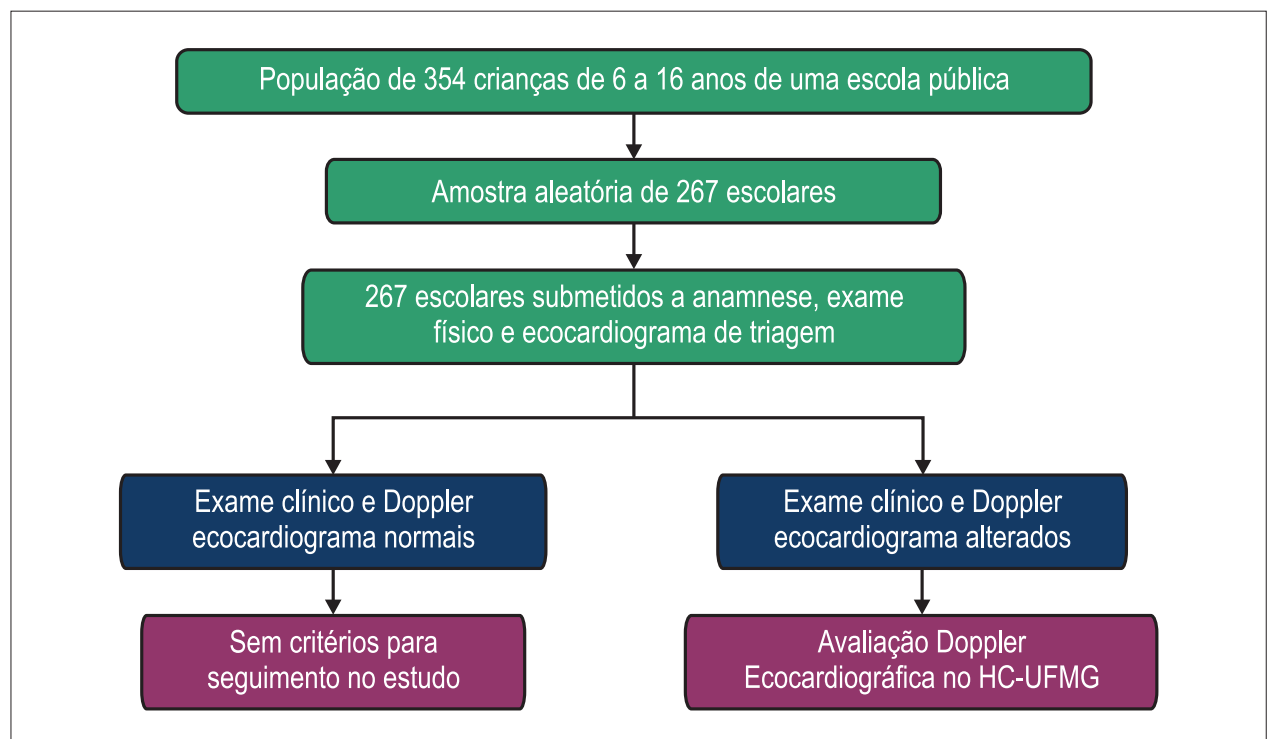 População de 354 crianças de 6 a 16 anos de uma escola pública
Amostra aleatória de 267 escolares
267 escolares submetidos a anamnese, exame
físico e ecocardiograma de triagem
Exame clínico e Doppler
ecocardiograma normais
Exame clínico e Doppler
ecocardiograma alterados
Sem critérios para
seguimento no estudo
Avaliação Doppler
Ecocardiográfica no HC-UFMG